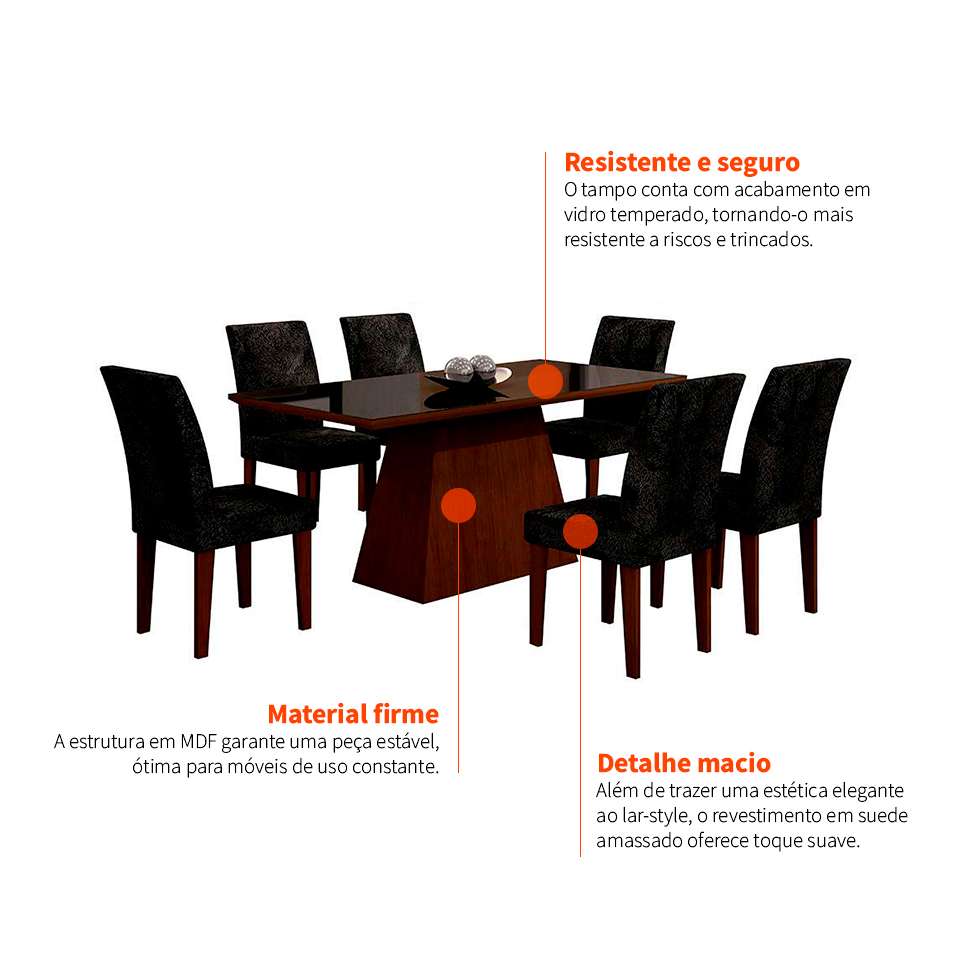 Resistente e seguro
O tampo conta com acabamento em
vidro temperado, tornando-o mais
resistente a riscos e trincados.
Material firme
A estrutura em MDF garante uma peça estável,
ótima para móveis de uso constante.
Detalhe macio
Além de trazer uma estética elegante
ao lar-style, o revestimento em suede
amassado oferece toque suave.